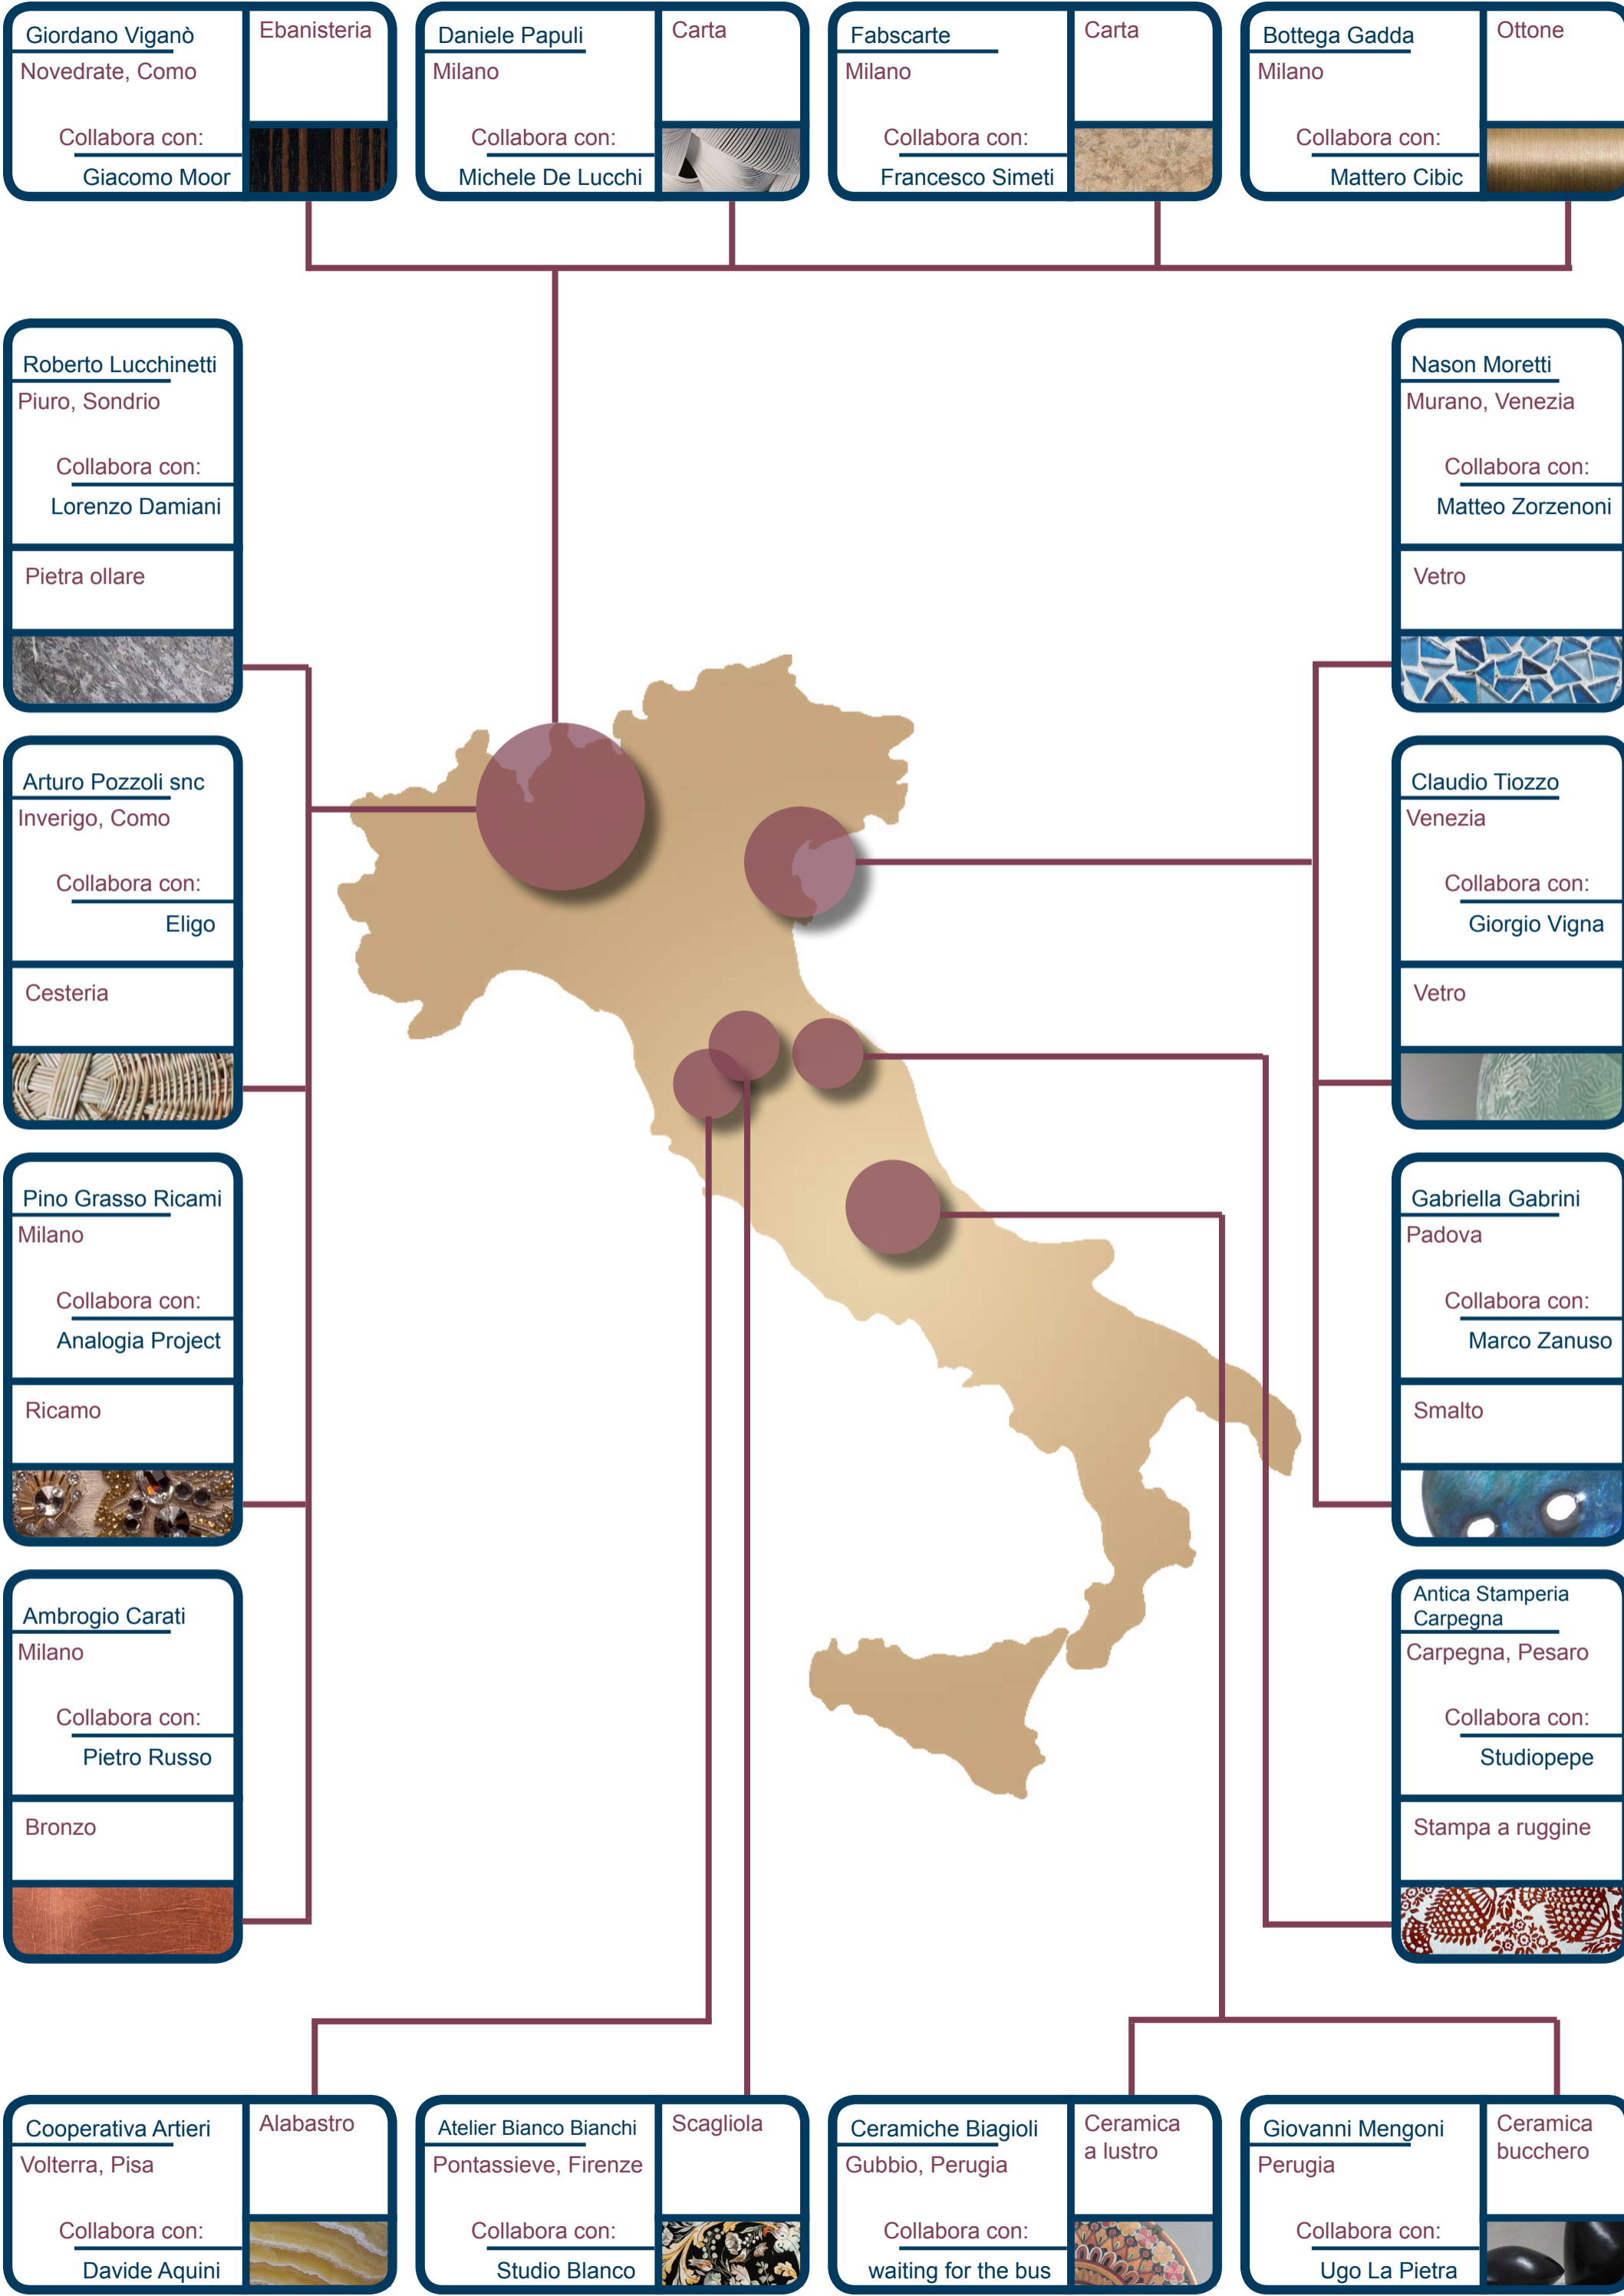 Giordano Viganò
Novedrate, Como
Collabora con:
Giacomo Moor
Ebanisteria
Daniele Papuli
Milano
Collabora con:
Michele De Lucchi
Carta
Fabscarte
Milano
Collabora con:
Francesco Simeti
Carta
Bottega Gadda
Milano
Collabora con:
Mattero Cibic
Ottone
Roberto Lucchinetti
Piuro, Sondrio
Collabora con:
Lorenzo Damiani
Pietra ollare
Nason Moretti
Murano, Venezia
Collabora con:
Matteo Zorzenoni
Vetro
Arturo Pozzoli snc
Inverigo, Como
Collabora con:
Eligo
Cesteria
Claudio Tiozzo
Venezia
Collabora con:
Giorgio Vigna
Vetro
Pino Grasso Ricami
Milano
Collabora con:
Analogia Project
Ricamo
Gabriella Gabrini
Padova
Collabora con:
Marco Zanuso
Smalto
Ambrogio Carati
Milano
Collabora con:
Pietro Russo
Bronzo
Antica Stamperia
Carpegna
Carpegna, Pesaro
Collabora con:
Studiopepe
Stampa a ruggine
Cooperativa Artieri
Volterra, Pisa
Collabora con:
Davide Aquini
Alabastro
Atelier Bianco Bianchi
Pontassieve, Firenze
Collabora con:
Studio Blanco
Scagliola
Ceramiche Biagioli
Gubbio, Perugia
Collabora con:
waiting for the bus
Ceramica
a lustro
Giovanni Mengoni
Perugia
Collabora con:
Ugo La Pietra
Ceramica
bucchero